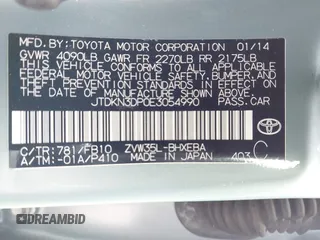 MFD.BY: TOYOTA MOTOR CORPORATION 01/14
GVWR 4090LB GAWR FR 2270LB RR 2175LB
THIS VEHICLE CONFORMS TO ALL APPLICABLE
FEDERAL MOTOR VEHICLE SAFETY, BUMPER, AND
THEFT PREVENTION STANDARDS IN EFFECT ON
THE DATE OF MANUFACTURE SHOWN ABOVE.
JTDKN3DP0E3054990
PASS. CAR
TOYOTA
C/TR: 781/FB10 ZVW35L-BHXEBA
A/TM: -01A/P410 MADE IN JAPAN 403 C
DREAMBID